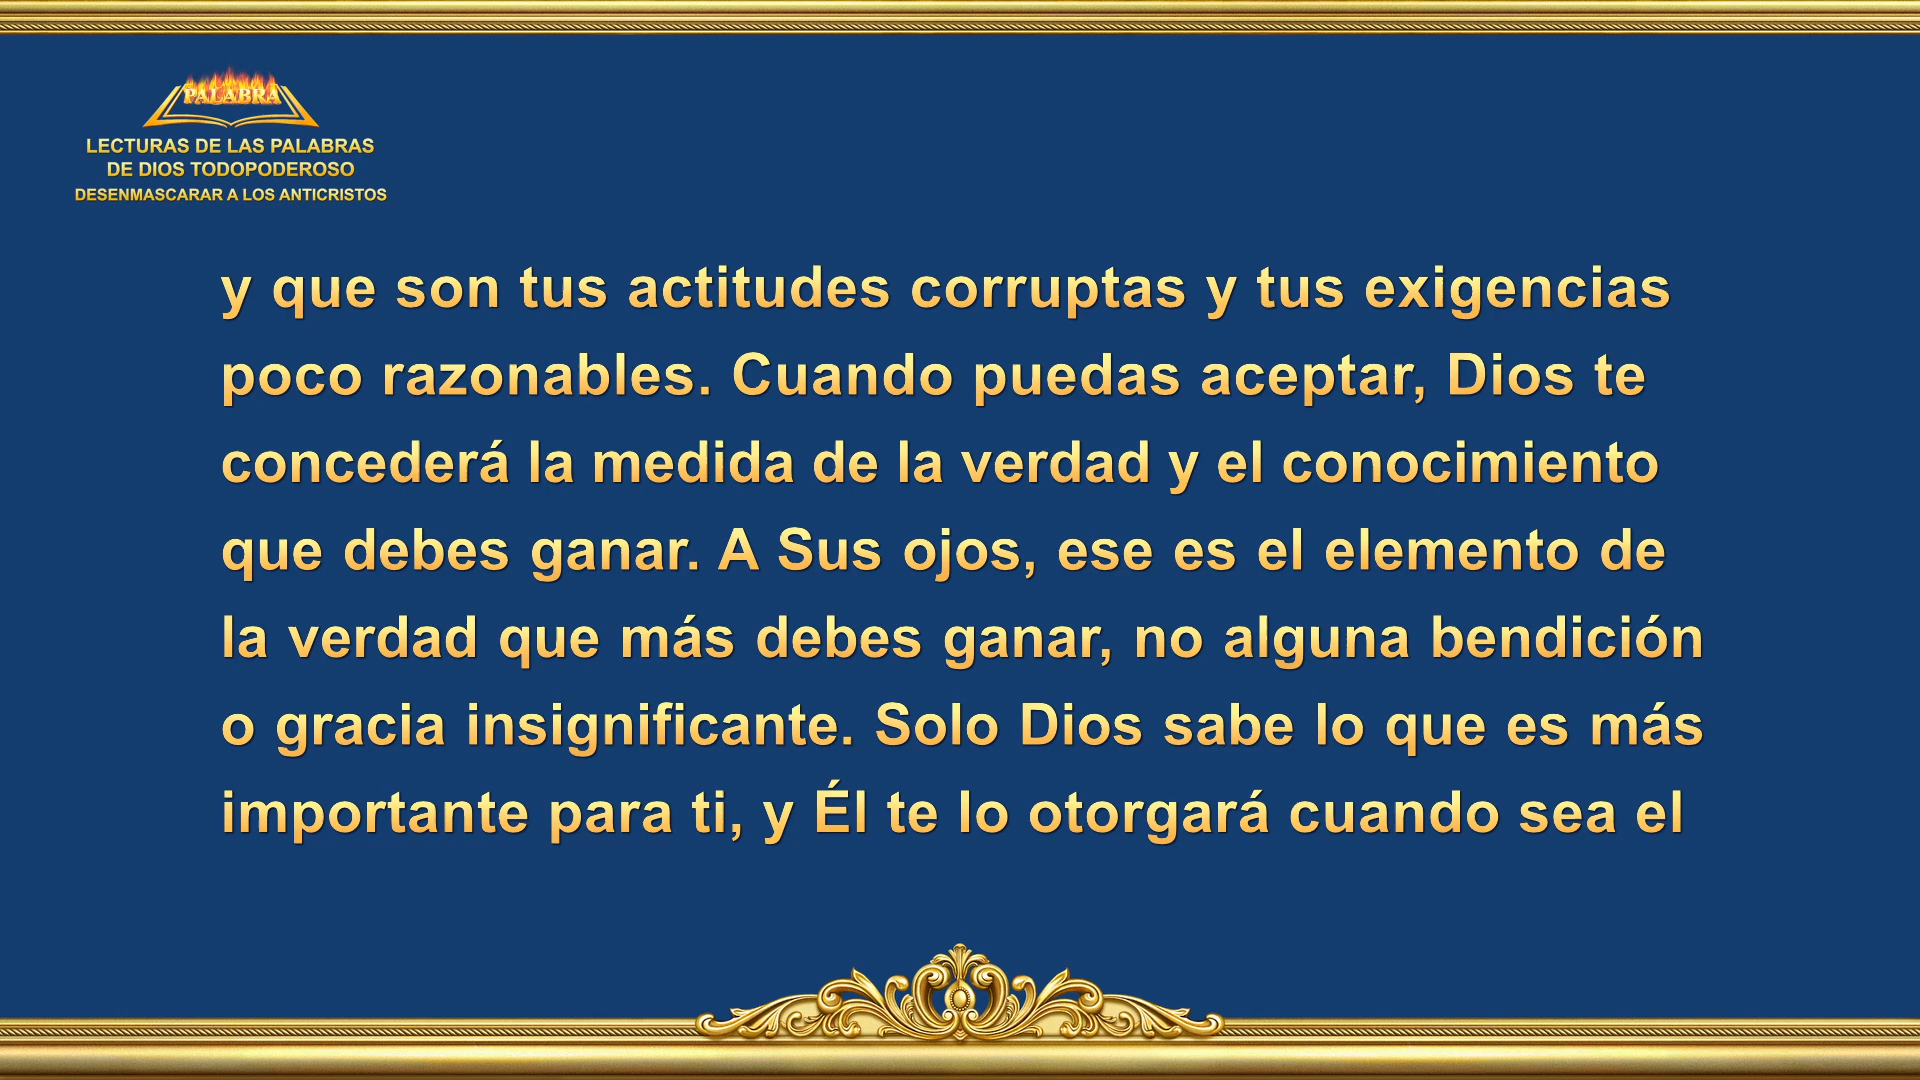 PALABRA
LECTURAS DE LAS PALABRAS
DE DIOS TODOPODEROSO
DESENMASCARAR A LOS ANTICRISTOS
y que son tus actitudes corruptas y tus exigencias
poco razonables. Cuando puedas aceptar, Dios te
concederá la medida de la verdad y el conocimiento
que debes ganar. A Sus ojos, ese es el elemento de
la verdad que más debes ganar, no alguna bendición
o gracia insignificante. Solo Dios sabe lo que es más
importante para ti, y Él te lo otorgará cuando sea el